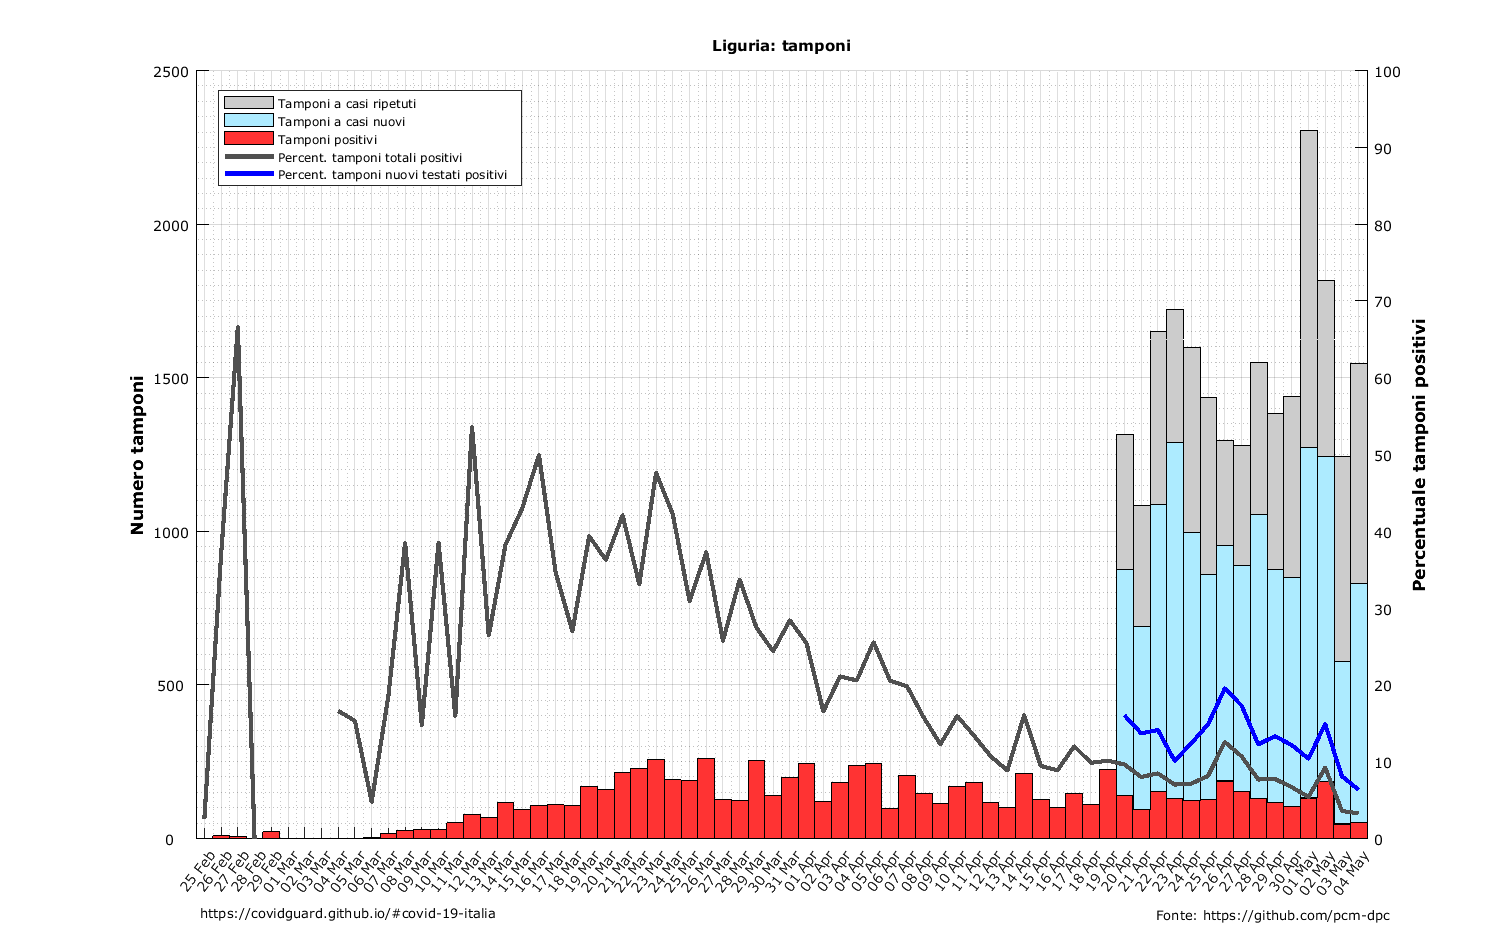 Liguria: tamponi
Tamponi a casi ripetuti
Tamponi a casi nuovi
Tamponi positivi
Percent. tamponi totali positivi
Percent. tamponi nuovi testati positivi
Numero tamponi
2500
2000
1500
1000
500
0
Percentuale tamponi positivi
100
90
80
70
60
50
40
30
20
10
0
25 Feb
26 Feb
27 Feb
28 Feb
29 Feb
01 Mar
02 Mar
03 Mar
04 Mar
05 Mar
06 Mar
07 Mar
08 Mar
09 Mar
10 Mar
11 Mar
12 Mar
13 Mar
14 Mar
15 Mar
16 Mar
17 Mar
18 Mar
19 Mar
20 Mar
21 Mar
22 Mar
23 Mar
24 Mar
25 Mar
26 Mar
27 Mar
28 Mar
29 Mar
30 Mar
31 Mar
01 Apr
02 Apr
03 Apr
04 Apr
05 Apr
06 Apr
07 Apr
08 Apr
09 Apr
10 Apr
11 Apr
12 Apr
13 Apr
14 Apr
15 Apr
16 Apr
17 Apr
18 Apr
19 Apr
20 Apr
21 Apr
22 Apr
23 Apr
24 Apr
25 Apr
26 Apr
27 Apr
28 Apr
29 Apr
30 Apr
01 May
02 May
03 May
04 May
https://covidguard.github.io/#covid-19-italia
Fonte: https://github.com/pcm-dpc